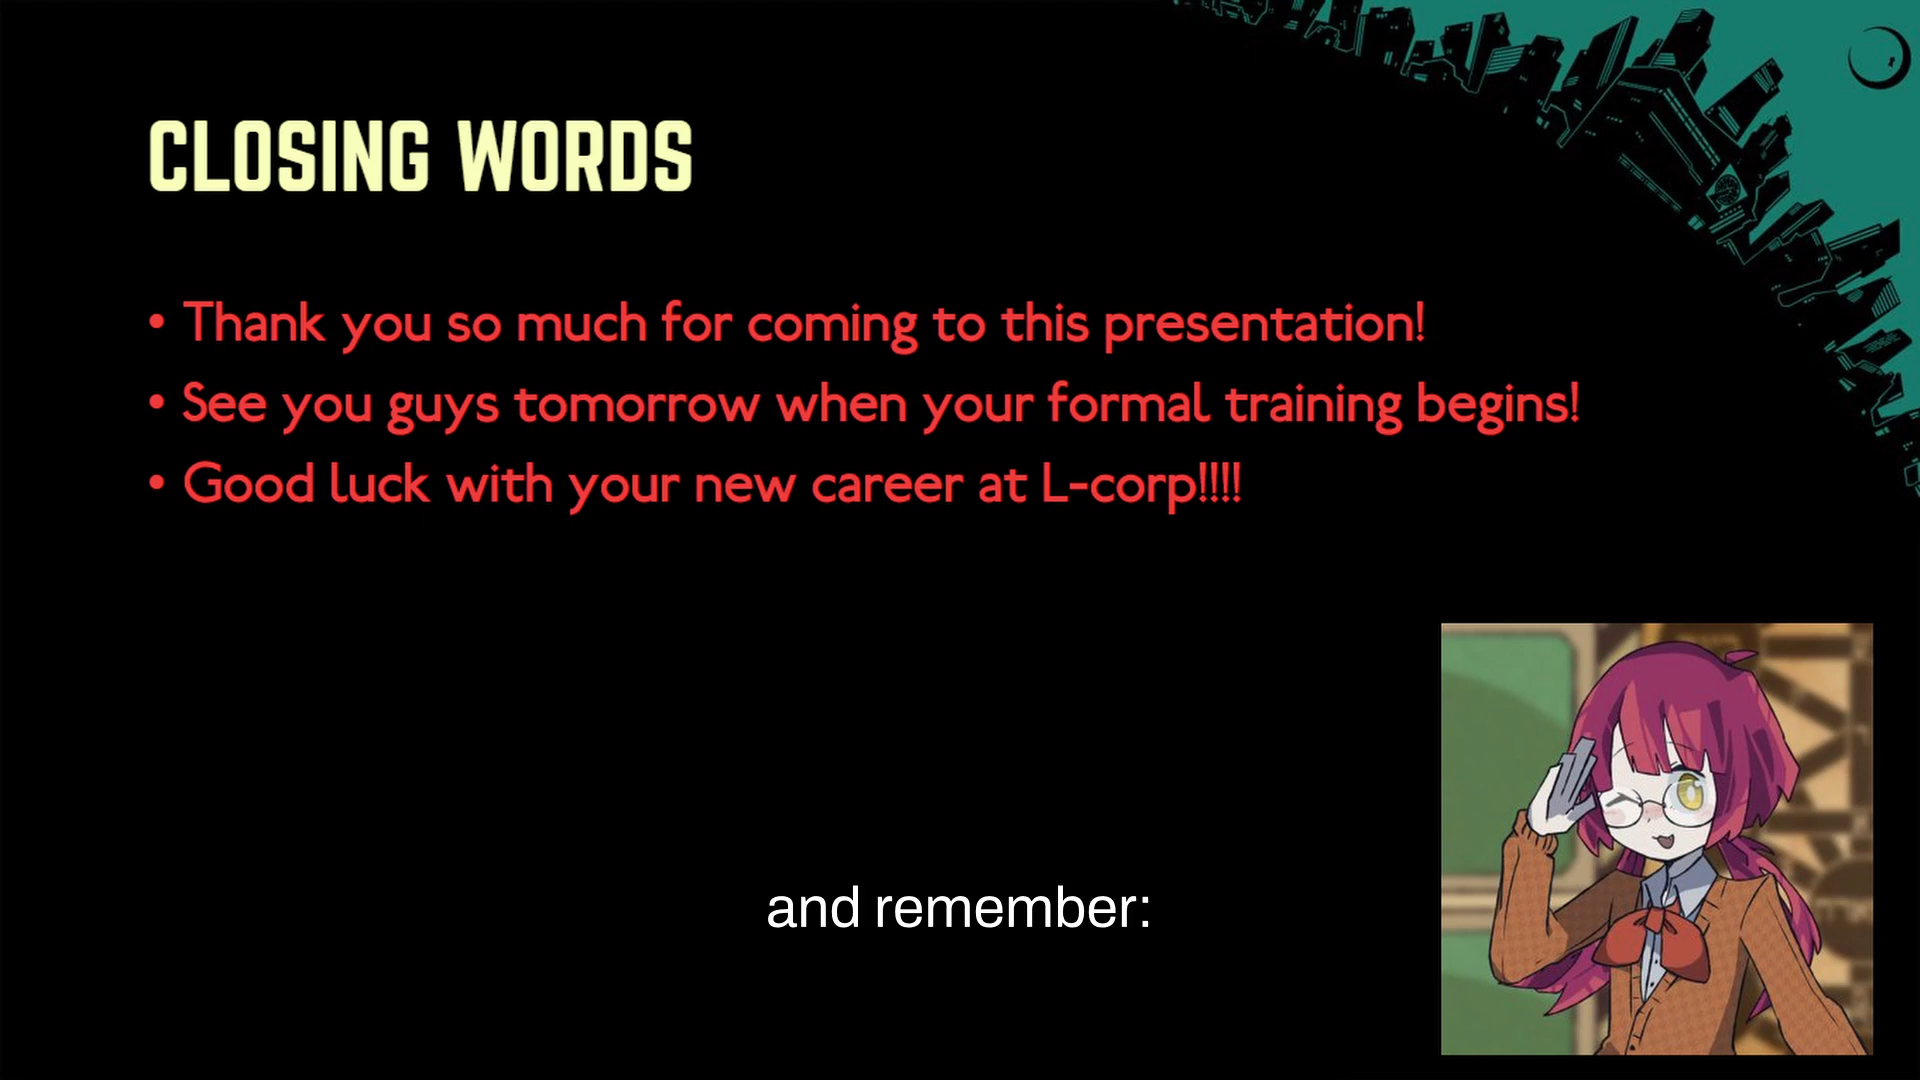 CLOSING WORDS
• Thank you so much for coming to this presentation!
• See you guys tomorrow when your formal training begins!
• Good luck with your new career at L-corp!!!!
and remember: